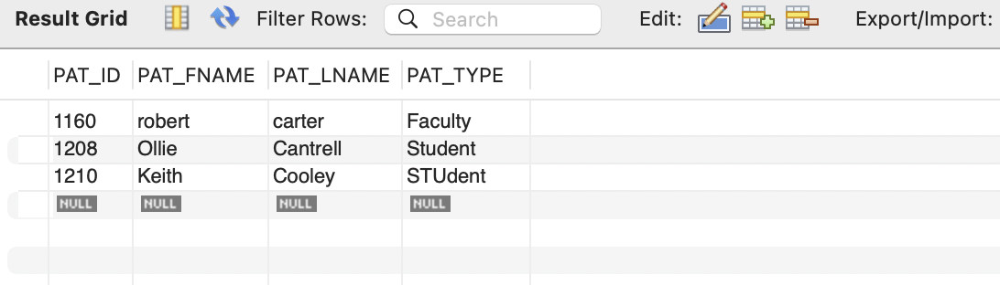 Result Grid Filter Rows: Search Edit: Export/Import:
PAT_ID PAT_FNAME PAT_LNAME PAT_TYPE
1160 robert carter Faculty
1208 Ollie Cantrell Student
1210 Keith Cooley STUdent
NULL NULL NULL NULL